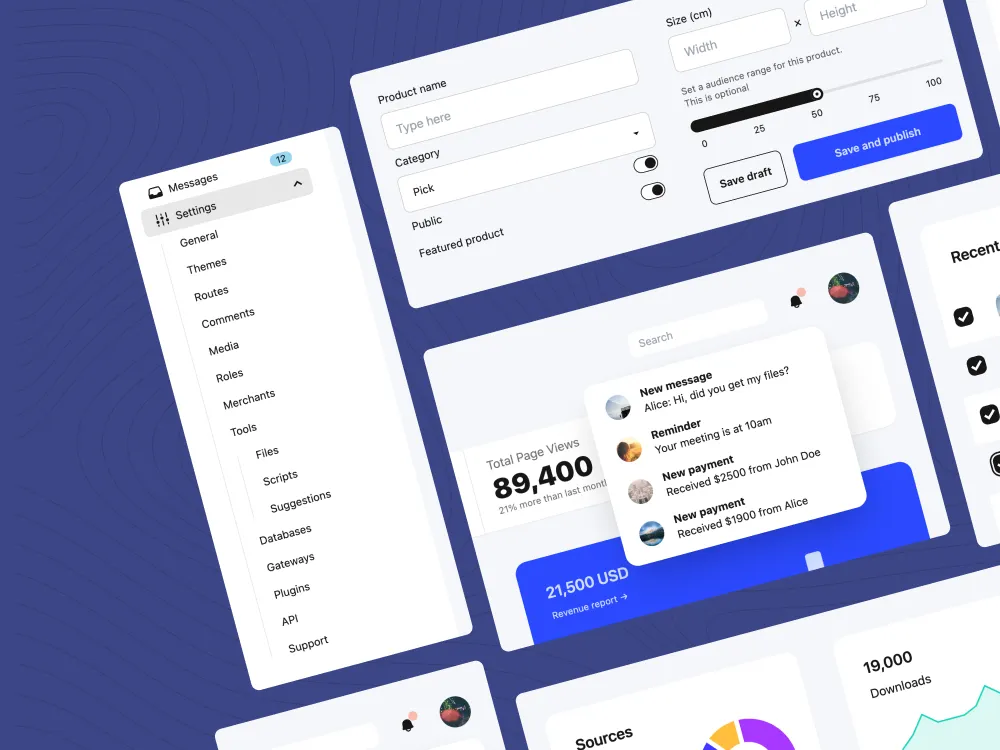 Messages
12
Settings
General
Themes
Routes
Comments
Media
Roles
Merchants
Tools
Files
Scripts
Suggestions
Databases
Gateways
Plugins
API
Support
Product name
Type here
Category
Pick
Public
Featured product
Size (cm)
Width
×
Height
Set a audience range for this product.
This is optional
0
25
50
75
100
Save draft
Save and publish
Search
Total Page Views
89,400
21% more than last month
New message
Alice: Hi, did you get my files?
Reminder
Your meeting is at 10am
New payment
Received $2500 from John Doe
New payment
Received $1900 from Alice
21,500 USD
Revenue report →
Recent
Sources
19,000
Downloads